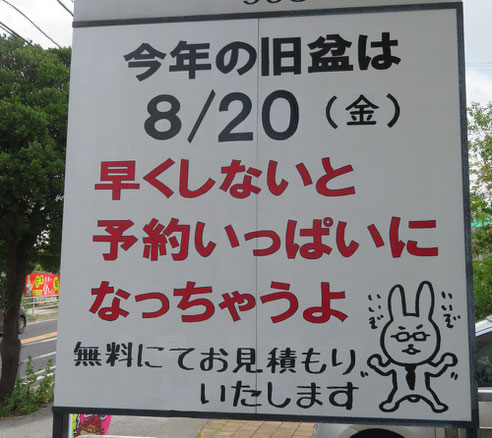 今年の旧盆は
8/20(金)
早くしないと
予約いっぱいに
なっちゃうよ
無料にてお見積もり
いたします
いいぞ
いいぞ